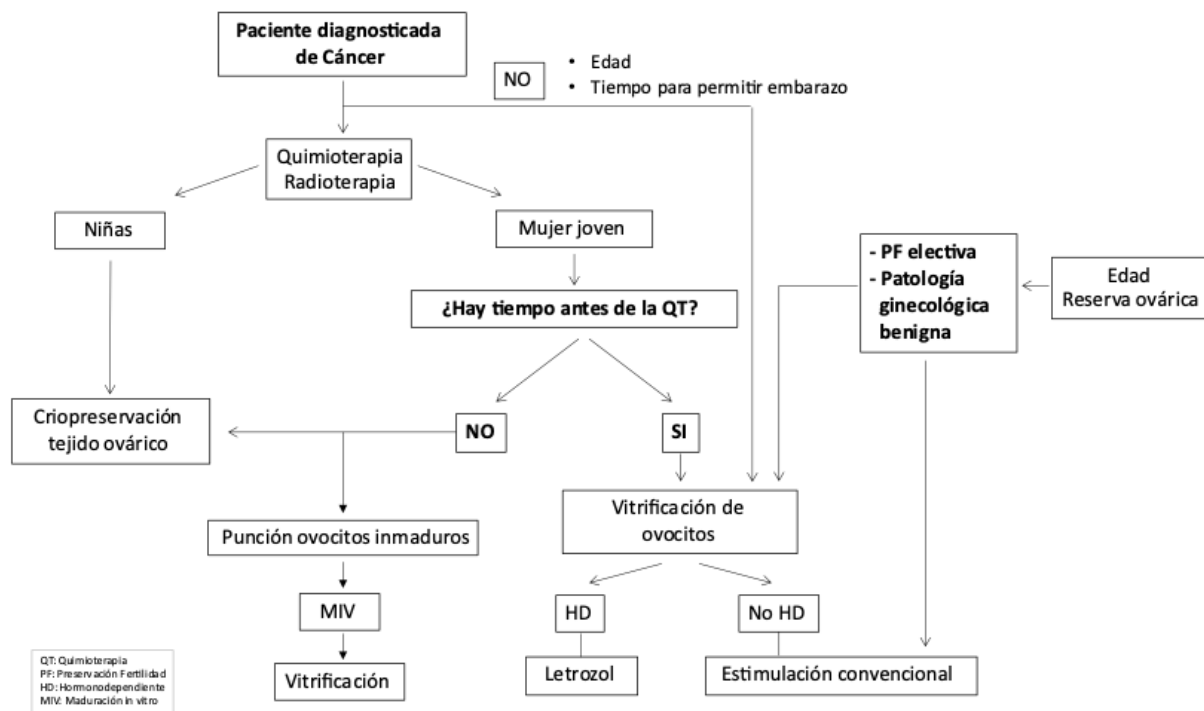 Paciente diagnosticada
de Cáncer
NO
• Edad
• Tiempo para permitir embarazo
Quimioterapia
Radioterapia
Niñas
Mujer joven
- PF electiva
- Patología
ginecológica
benigna
Edad
Reserva ovárica
¿Hay tiempo antes de la QT?
Criopreservación
tejido ovárico
NO
SI
Vitrificación de
ovocitos
Punción ovocitos inmaduros
MIV
HD
No HD
Vitrificación
Letrozol
Estimulación convencional
QT: Quimioterapia
PF: Preservación Fertilidad
HD: Hormonodependiente
MIV: Maduración in vitro